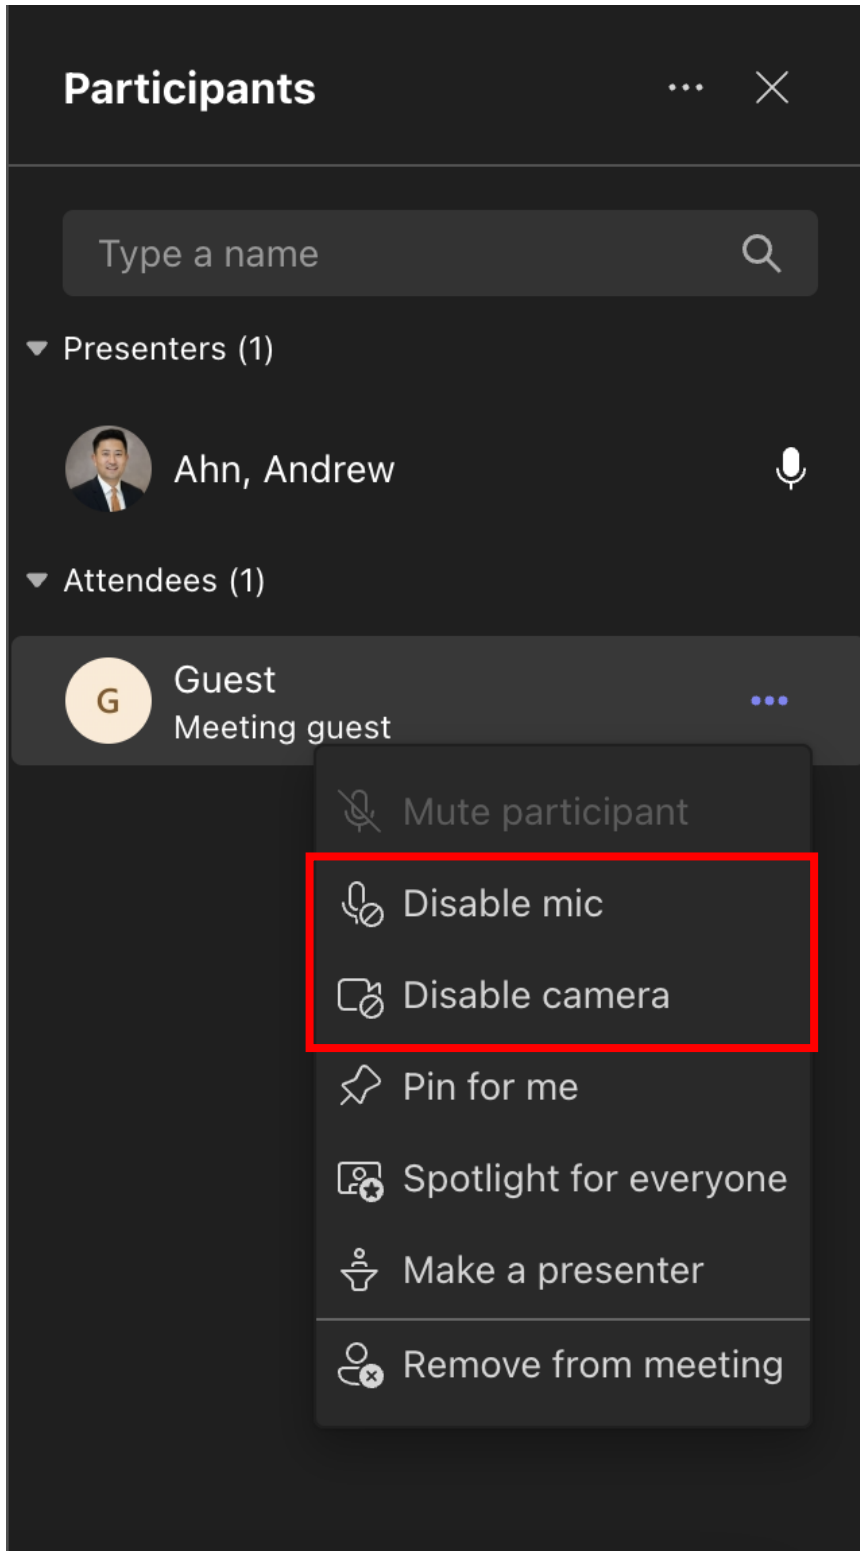 Participants
Type a name
Presenters (1)
Ahn, Andrew
Attendees (1)
G
Guest
Meeting guest
Mute participant
Disable mic
Disable camera
Pin for me
Spotlight for everyone
Make a presenter
Remove from meeting